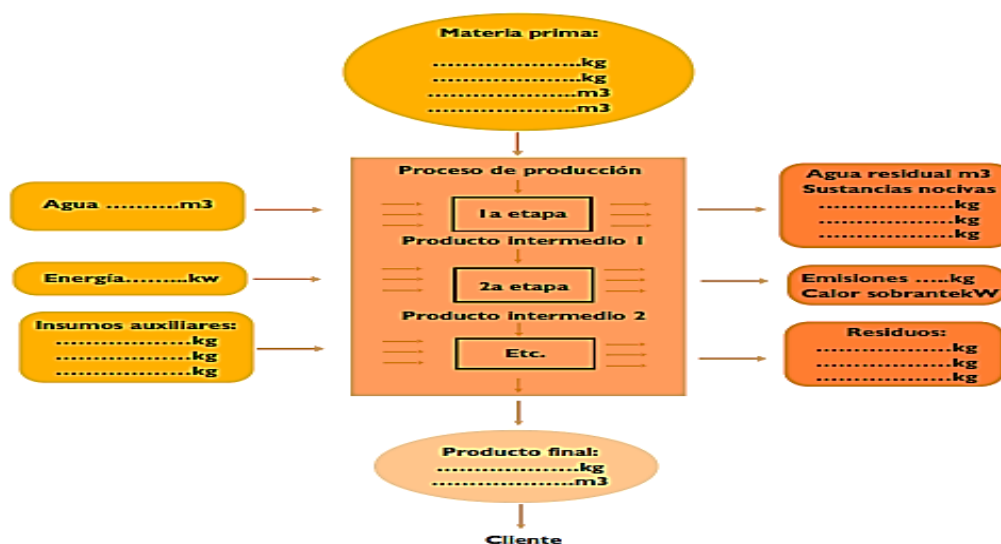 Materia prima:
......................kg
......................kg
......................m3
......................m3
Proceso de producción
Agua ..........m3
1a etapa
Agua residual m3
Sustancias nocivas
....................kg
....................kg
....................kg
Producto intermedio 1
Energía.........kw
2a etapa
Emisiones .....kg
Calor sobrantekW
Producto intermedio 2
Insumos auxiliares:
....................kg
....................kg
....................kg
Etc.
Residuos:
....................kg
....................kg
....................kg
Producto final:
.....................kg
.....................m3
Cliente